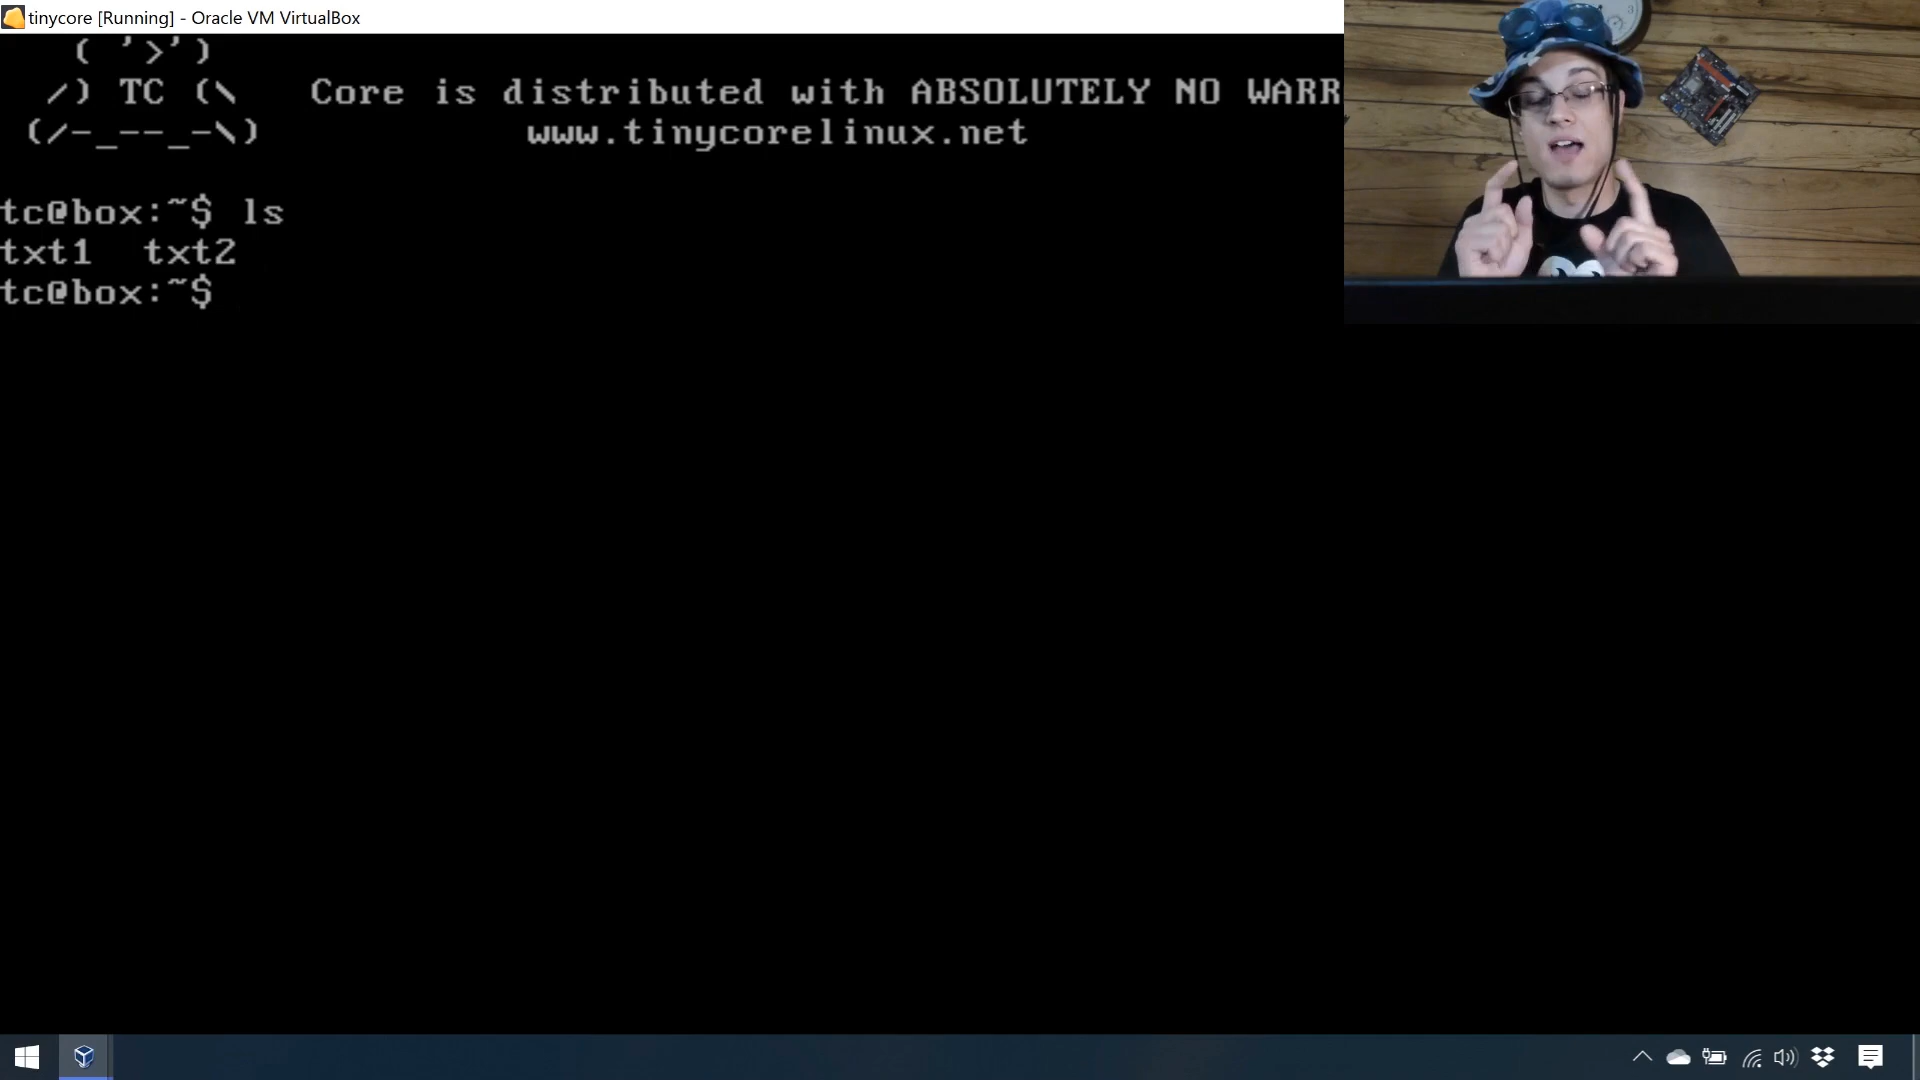 tinycore [Running] - Oracle VM VirtualBox
( '>')
/) TC (\ Core is distributed with ABSOLUTELY NO WARR
(/-_--_-\) www.tinycorelinux.net
tc@box:~$ ls
txt1 txt2
tc@box:~$